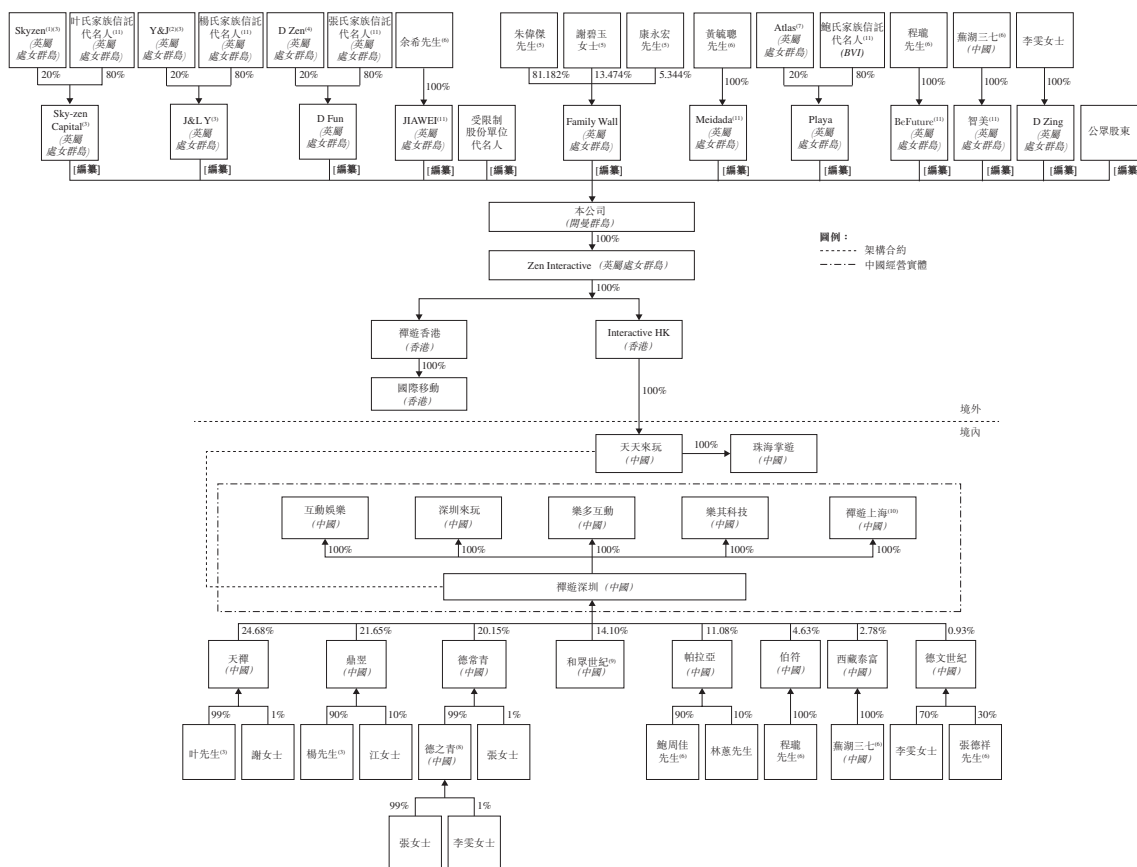 Skyzen(1)(3)
(英屬
處女群島)
叶氏家族信託
代名人(11)
(英屬
處女群島)
Y&J(2)(3)
(英屬
處女群島)
楊氏家族信託
代名人(11)
(英屬
處女群島)
D Zen(4)
(英屬
處女群島)
張氏家族信託
代名人(11)
(英屬
處女群島)
余希先生(6)
朱偉傑
先生(5)
謝碧玉
女士(5)
康永宏
先生(5)
黃毓聰
先生(6)
Atlas(7)
(英屬
處女群島)
鮑氏家族信託
代名人(11)
(BVI)
程瓏
先生(6)
蕪湖三七(6)
(中國)
李雯女士
20%
80%
20%
80%
20%
80%
100%
81.182%
13.474%
5.344%
100%
20%
80%
100%
100%
100%
Sky-zen
Capital(3)
(英屬
處女群島)
J&L Y(3)
(英屬
處女群島)
D Fun
(英屬
處女群島)
JIAWEI(11)
(英屬
處女群島)
受限制
股份單位
代名人
Family Wall
(英屬
處女群島)
Meidada(11)
(英屬
處女群島)
Playa
(英屬
處女群島)
BeFuture(11)
(英屬
處女群島)
智美(11)
(英屬
處女群島)
D Zing
(英屬
處女群島)
公眾股東
[編纂]
[編纂]
[編纂]
[編纂]
[編纂]
[編纂]
[編纂]
[編纂]
[編纂]
[編纂]
[編纂]
[編纂]
本公司
(開曼群島)
100%
Zen Interactive (英屬處女群島)
100%
圖例：
架構合約
中國經營實體
禪遊香港
(香港)
Interactive HK
(香港)
100%
國際移動
(香港)
100%
境外
境內
天天來玩
(中國)
100%
珠海掌遊
(中國)
互動娛樂
(中國)
深圳來玩
(中國)
樂多互動
(中國)
樂其科技
(中國)
禪遊上海(10)
(中國)
100%
100%
100%
100%
100%
禪遊深圳 (中國)
24.68%
21.65%
20.15%
14.10%
11.08%
4.63%
2.78%
0.93%
天禪
(中國)
鼎翌
(中國)
德常青
(中國)
和眾世紀(9)
(中國)
帕拉亞
(中國)
伯符
(中國)
西藏泰富
(中國)
德文世紀
(中國)
99%
1%
90%
10%
99%
1%
90%
10%
100%
100%
70%
30%
叶先生(3)
謝女士
楊先生(3)
江女士
德之青(8)
(中國)
張女士
鮑周佳
先生(6)
林蕙先生
程瓏
先生(6)
蕪湖三七(6)
(中國)
李雯女士
張德祥
先生(6)
99%
1%
張女士
李雯女士